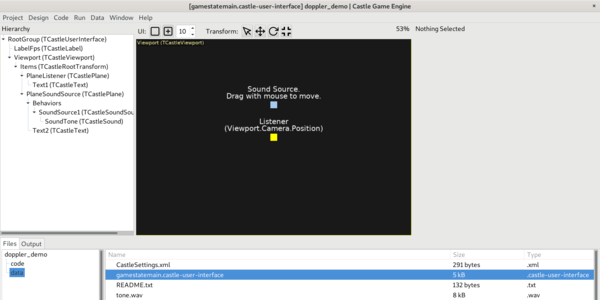 [gamestatemain.castle-user-interface] doppler_demo | Castle Game Engine
Project Design Code Run Data Window Help
Hierarchy
UI: 10 Transform: 53% Nothing Selected
RootGroup (TCastleUserInterface)
LabelFps (TCastleLabel)
Viewport (TCastleViewport)
Items (TCastleRootTransform)
PlaneListener (TCastlePlane)
Text1 (TCastleText)
PlaneSoundSource (TCastlePlane)
Behaviors
SoundSource1 (TCastleSoundSou
SoundTone (TCastleSound)
Text2 (TCastleText)
Viewport (TCastleViewport)
Sound Source.
Drag with mouse to move.
Listener
(Viewport.Camera.Position)
Files Output
doppler_demo
code
data
Name Size Type
CastleSettings.xml 291 bytes .xml
gamestatemain.castle-user-interface 5 kB .castle-user-interface
README.txt 132 bytes .txt
tone.wav 8 kB .wav